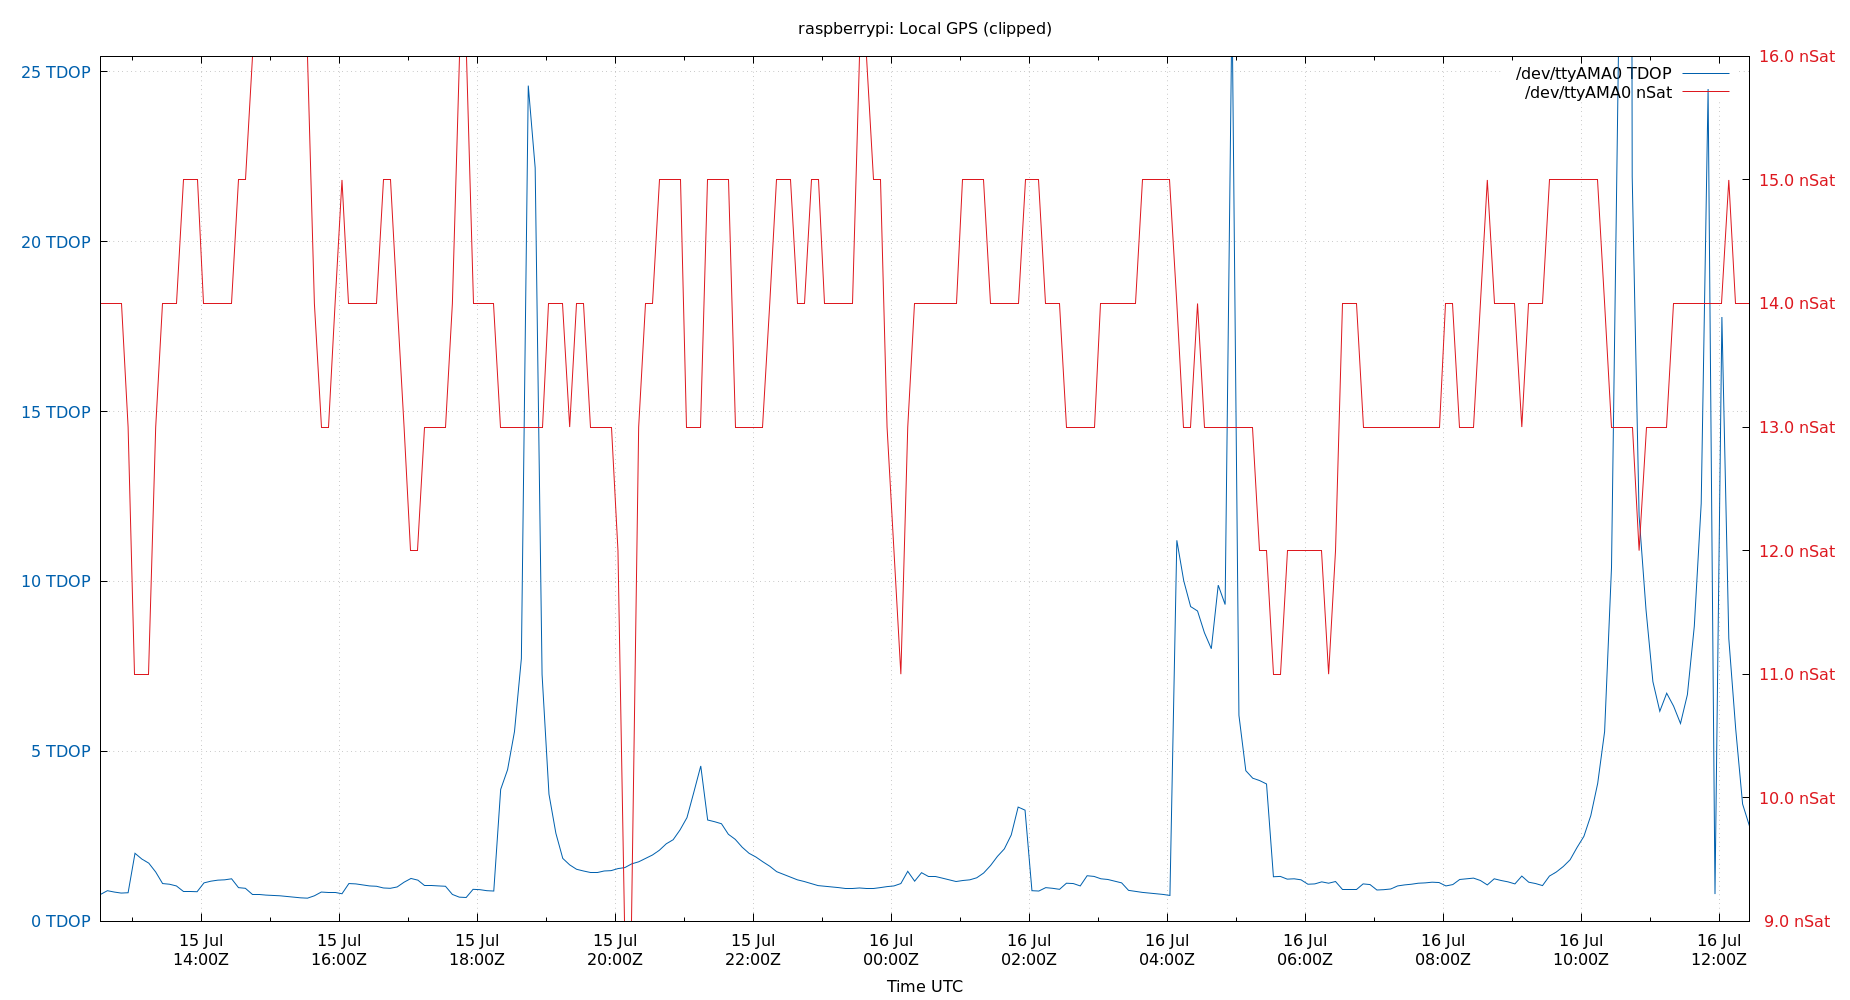 raspberrypi: Local GPS (clipped)
25 TDOP
20 TDOP
15 TDOP
10 TDOP
5 TDOP
0 TDOP
/dev/ttyAMA0 TDOP
/dev/ttyAMA0 nSat
16.0 nSat
15.0 nSat
14.0 nSat
13.0 nSat
12.0 nSat
11.0 nSat
10.0 nSat
9.0 nSat
15 Jul
14:00Z
15 Jul
16:00Z
15 Jul
18:00Z
15 Jul
20:00Z
15 Jul
22:00Z
16 Jul
00:00Z
16 Jul
02:00Z
16 Jul
04:00Z
16 Jul
06:00Z
16 Jul
08:00Z
16 Jul
10:00Z
16 Jul
12:00Z
Time UTC